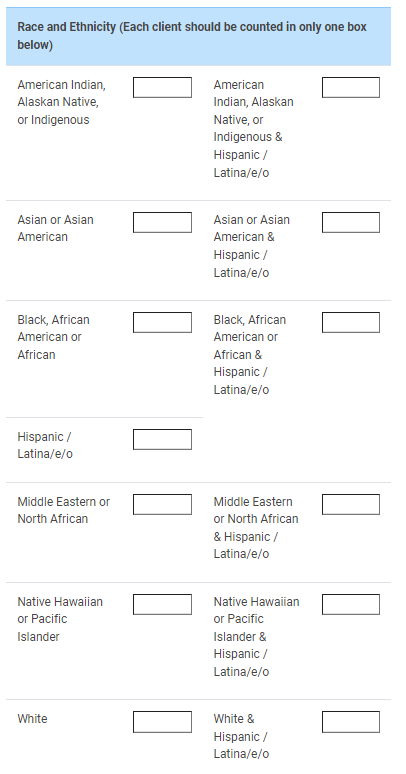 Race and Ethnicity (Each client should be counted in only one box
below)
American Indian,
Alaskan Native,
or Indigenous
American
Indian, Alaskan
Native, or
Indigenous &
Hispanic /
Latina/e/o
Asian or Asian
American
Asian or Asian
American &
Hispanic /
Latina/e/o
Black, African
American or
African
Black, African
American or
African &
Hispanic /
Latina/e/o
Hispanic /
Latina/e/o
Middle Eastern or
North African
Middle Eastern
or North African
& Hispanic /
Latina/e/o
Native Hawaiian
or Pacific
Islander
Native Hawaiian
or Pacific
Islander &
Hispanic /
Latina/e/o
White
White &
Hispanic /
Latina/e/o